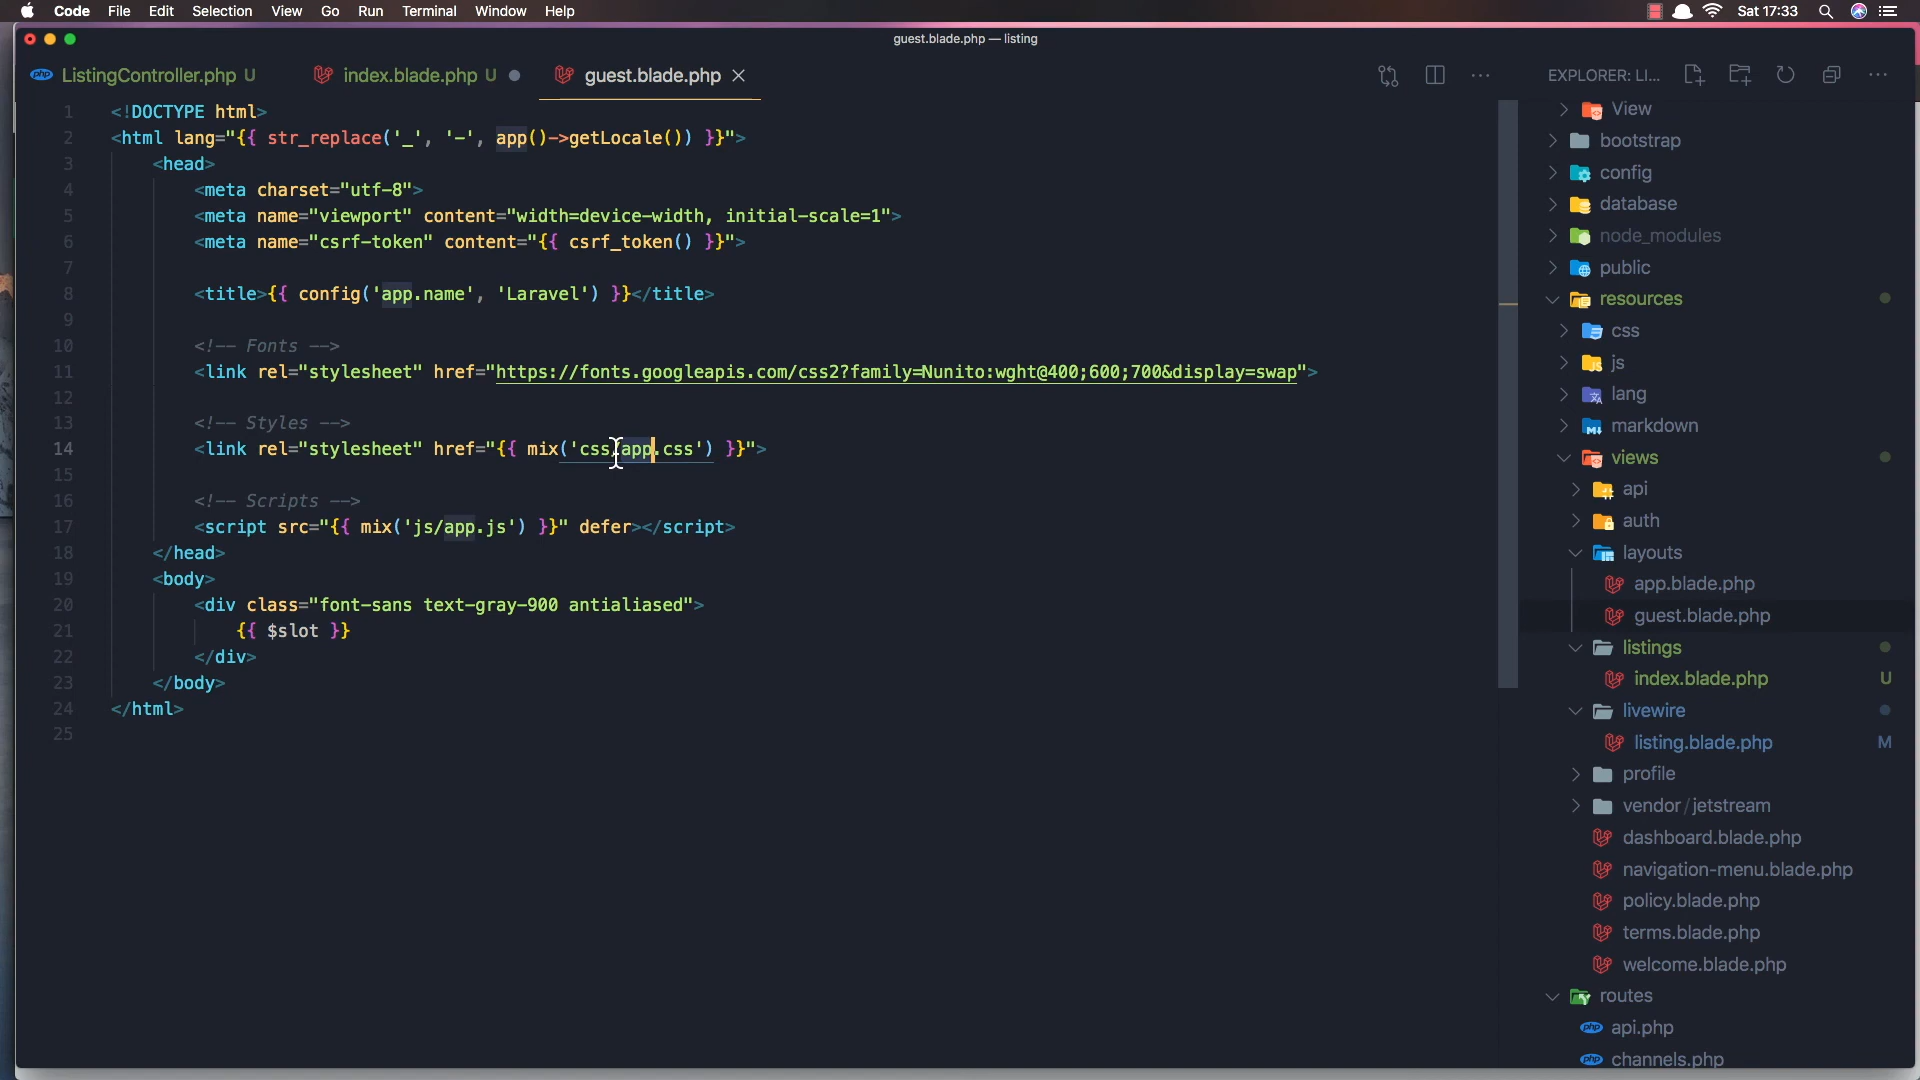 Code File Edit Selection View Go Run Terminal Window Help
Sat 17:33
guest.blade.php — listing
php ListingController.php U
index.blade.php U
guest.blade.php
EXPLORER: LI...
1 <!DOCTYPE html>
2 <html lang="{{ str_replace('_', '-', app()->getLocale()) }}">
3 <head>
4 <meta charset="utf-8">
5 <meta name="viewport" content="width=device-width, initial-scale=1">
6 <meta name="csrf-token" content="{{ csrf_token() }}">
7
8 <title>{{ config('app.name', 'Laravel') }}</title>
9
10 <!-- Fonts -->
11 <link rel="stylesheet" href="https://fonts.googleapis.com/css2?family=Nunito:wght@400;600;700&display=swap">
12
13 <!-- Styles -->
14 <link rel="stylesheet" href="{{ mix('css/app.css') }}">
15
16 <!-- Scripts -->
17 <script src="{{ mix('js/app.js') }}" defer></script>
18 </head>
19 <body>
20 <div class="font-sans text-gray-900 antialiased">
21 {{ $slot }}
22 </div>
23 </body>
24 </html>
25
View
bootstrap
config
database
node_modules
public
resources
css
js
lang
markdown
views
api
auth
layouts
app.blade.php
guest.blade.php
listings
index.blade.php U
livewire
listing.blade.php M
profile
vendor / jetstream
dashboard.blade.php
navigation-menu.blade.php
policy.blade.php
terms.blade.php
welcome.blade.php
routes
php api.php
php channels.php